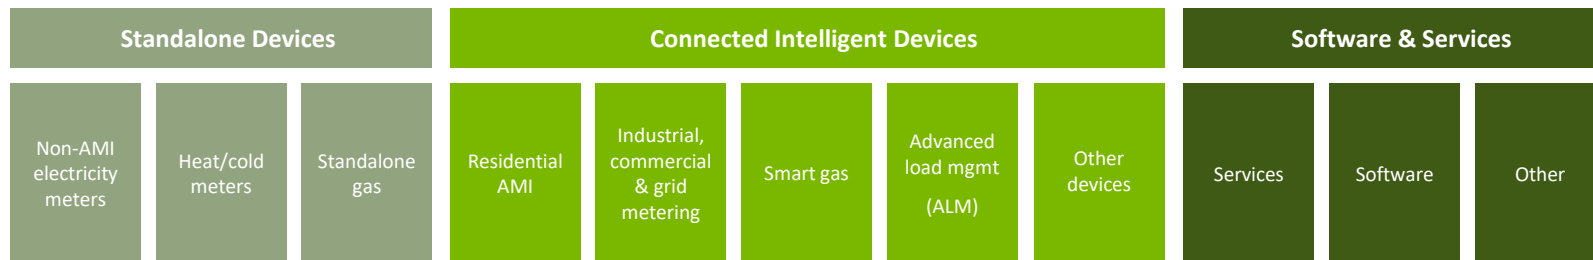 Standalone Devices
Connected Intelligent Devices
Software & Services
Non-AMI
electricity
meters
Heat/cold
meters
Standalone
gas
Residential
AMI
Industrial,
commercial
& grid
metering
Smart gas
Advanced
load mgmt
(ALM)
Other
devices
Services
Software
Other